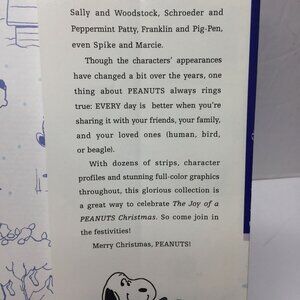 Sally and Woodstock, Schroeder and
Peppermint Patty, Franklin and Pig-Pen,
even Spike and Marcie.
Though the characters' appearances
have changed a bit over the years, one
thing about PEANUTS always rings
true: EVERY day is better when you're
sharing it with your friends, your family,
and your loved ones (human, bird,
or beagle).
With dozens of strips, character
profiles and stunning full-color graphics
throughout, this glorious collection is
a great way to celebrate The Joy of a
PEANUTS Christmas. So come join in
the festivities!
Merry Christmas, PEANUTS!